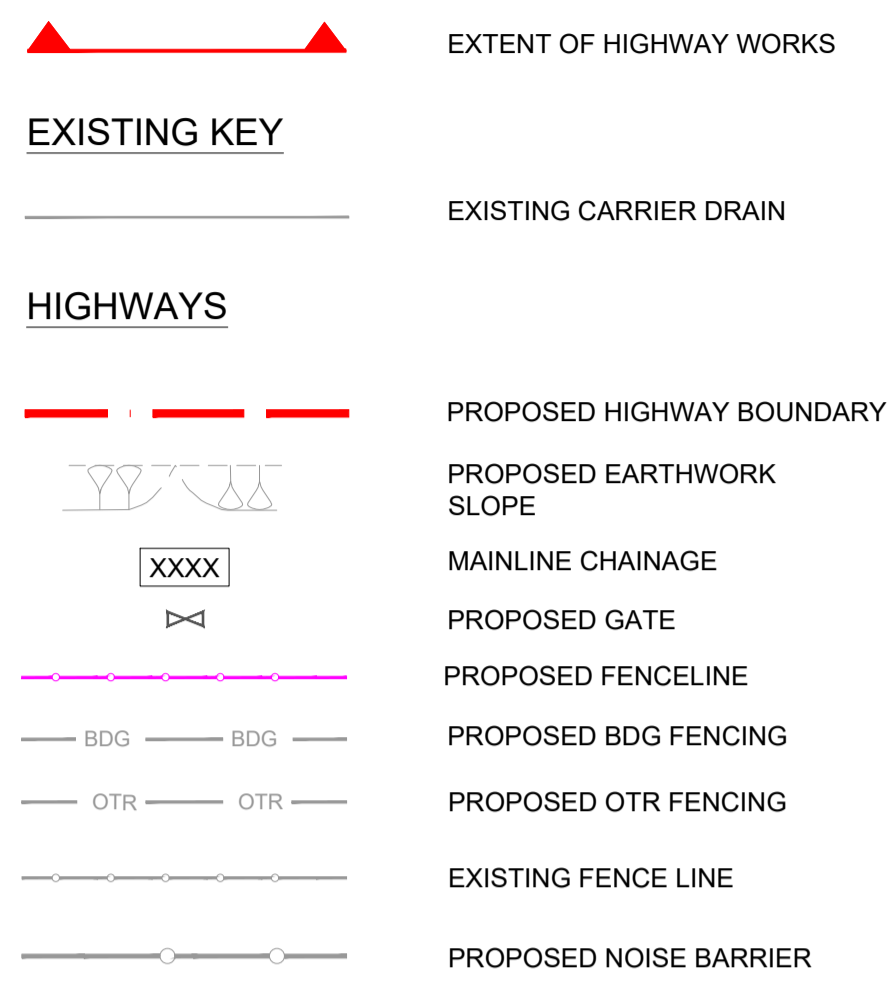 EXTENT OF HIGHWAY WORKS
EXISTING KEY
EXISTING CARRIER DRAIN
HIGHWAYS
PROPOSED HIGHWAY BOUNDARY
PROPOSED EARTHWORK
SLOPE
XXXX MAINLINE CHAINAGE
PROPOSED GATE
PROPOSED FENCELINE
BDG BDG PROPOSED BDG FENCING
OTR OTR PROPOSED OTR FENCING
EXISTING FENCE LINE
PROPOSED NOISE BARRIER